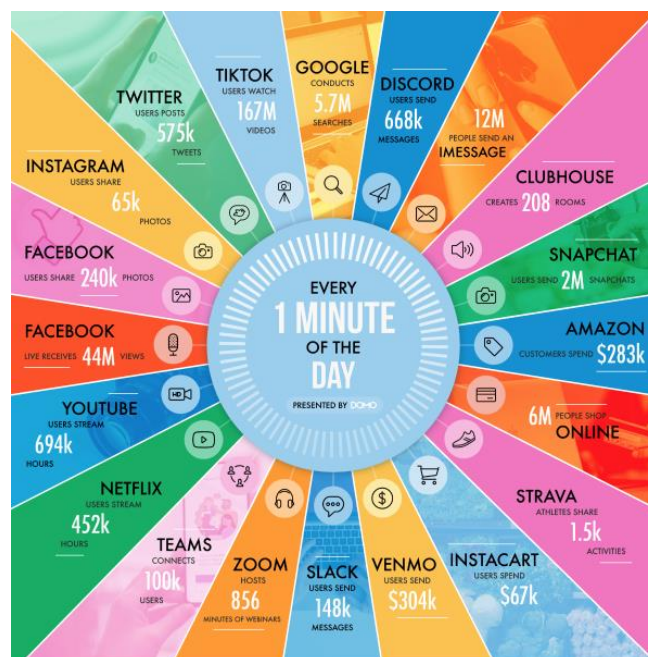 EVERY
1 MINUTE
OF THE
DAY
PRESENTED BY DOMO
GOOGLE
CONDUCTS
5.7M
SEARCHES
DISCORD
USERS SEND
668k
MESSAGES
12M
PEOPLE SEND AN
IMESSAGE
CLUBHOUSE
CREATES 208 ROOMS
SNAPCHAT
USERS SEND 2M SNAPCHATS
AMAZON
CUSTOMERS SPEND $283k
6M PEOPLE SHOP
ONLINE
STRAVA
ATHLETES SHARE
1.5k
ACTIVITIES
INSTACART
USERS SPEND
$67k
VENMO
USERS SEND
$304k
SLACK
USERS SEND
148k
MESSAGES
ZOOM
HOSTS
856
MINUTES OF WEBINARS
TEAMS
CONNECTS
100k
USERS
NETFLIX
USERS STREAM
452k
HOURS
YOUTUBE
USERS STREAM
694k
HOURS
HD
FACEBOOK
LIVE RECEIVES 44M VIEWS
FACEBOOK
USERS SHARE 240k PHOTOS
INSTAGRAM
USERS SHARE
65k
PHOTOS
TWITTER
USERS POSTS
575k
TWEETS
TIKTOK
USERS WATCH
167M
VIDEOS